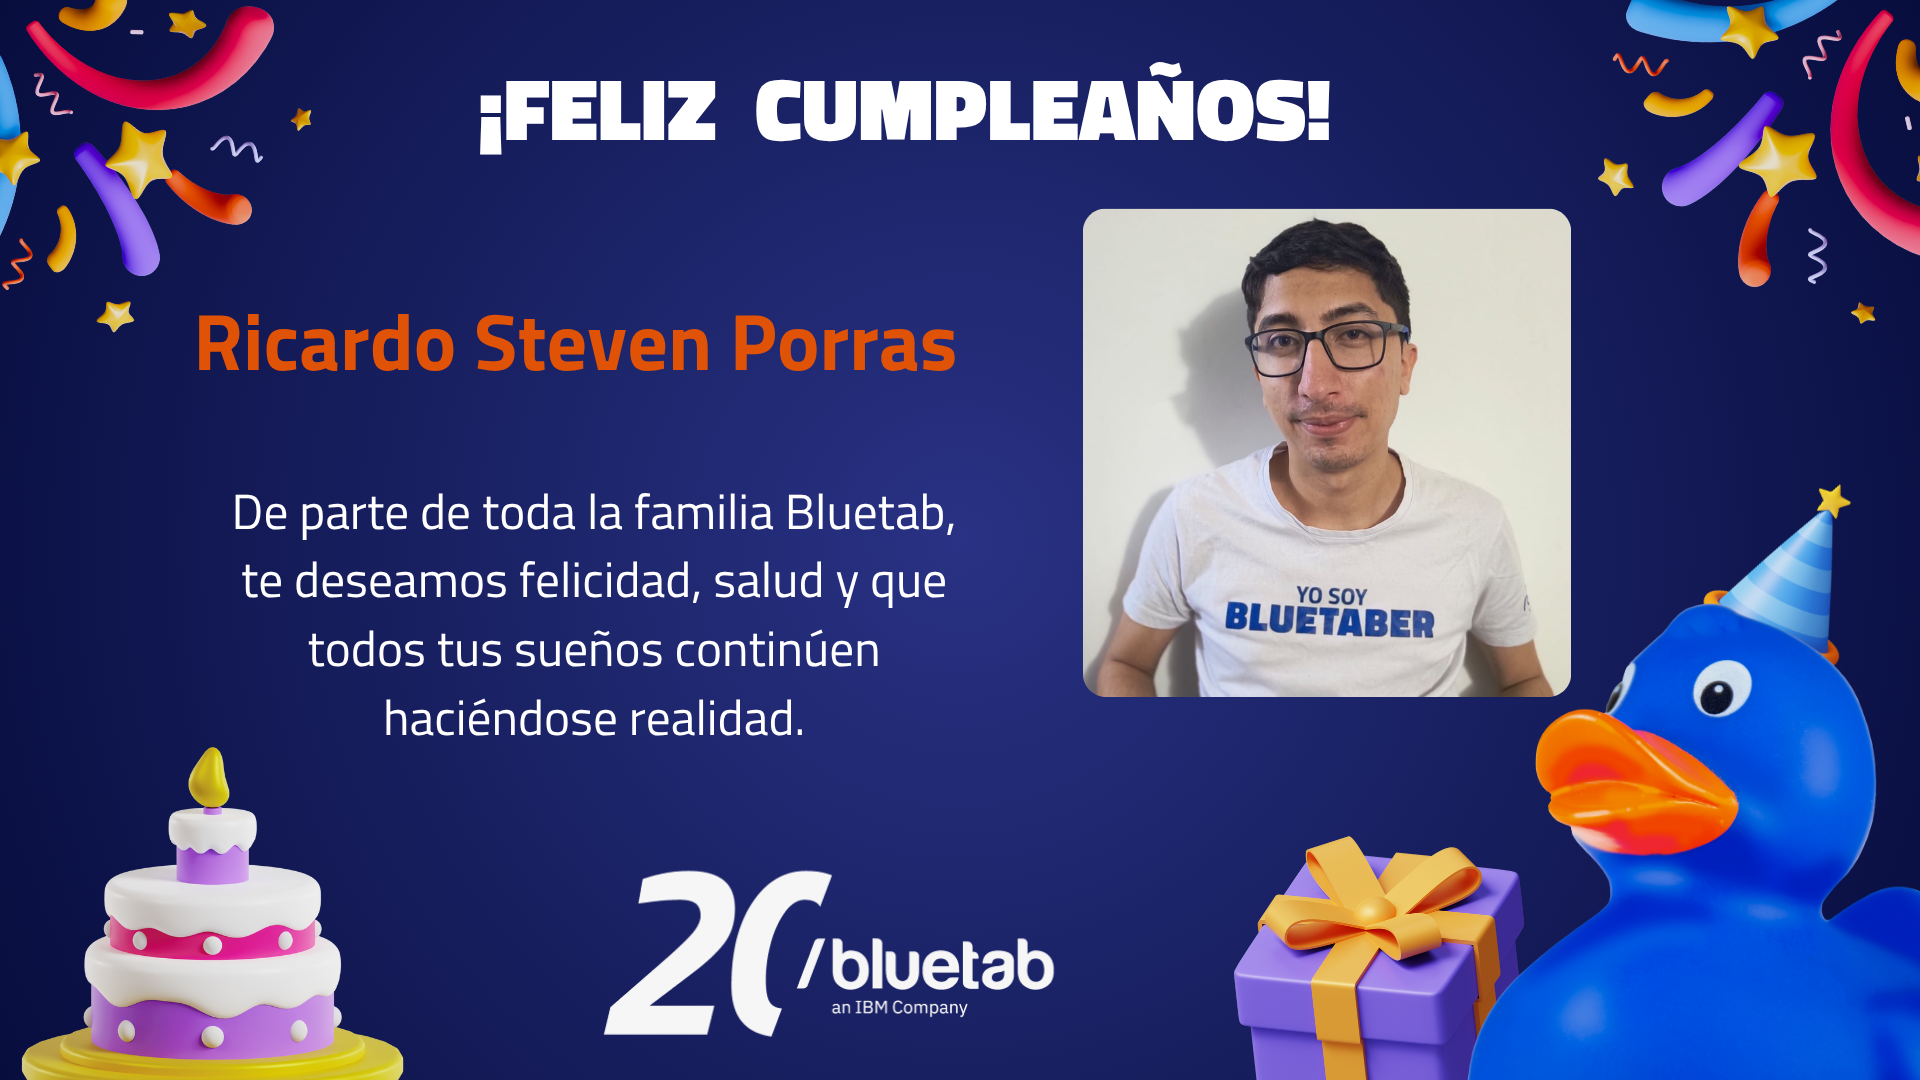 ¡FELIZ CUMPLEAÑOS!
Ricardo Steven Porras
De parte de toda la familia Bluetab,
te deseamos felicidad, salud y que
todos tus sueños continúen
haciéndose realidad.
YO SOY
BLUETABER
20/bluetab
an IBM Company